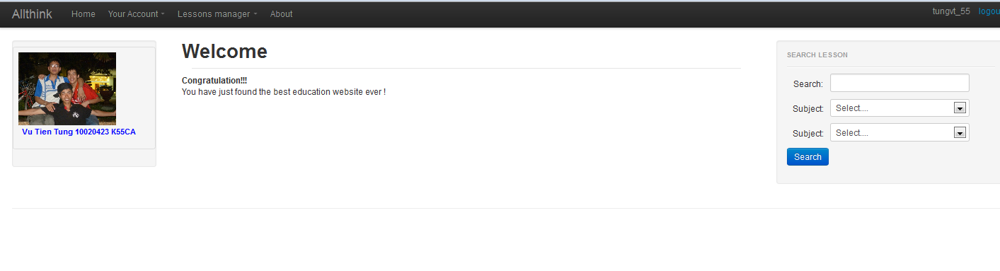 Allthink Home Your Account Lessons manager About tungvt_55 logou
Vu Tien Tung 10020423 K55CA
Welcome
Congratulation!!!
You have just found the best education website ever !
SEARCH LESSON
Search:
Subject: Select....
Subject: Select....
Search